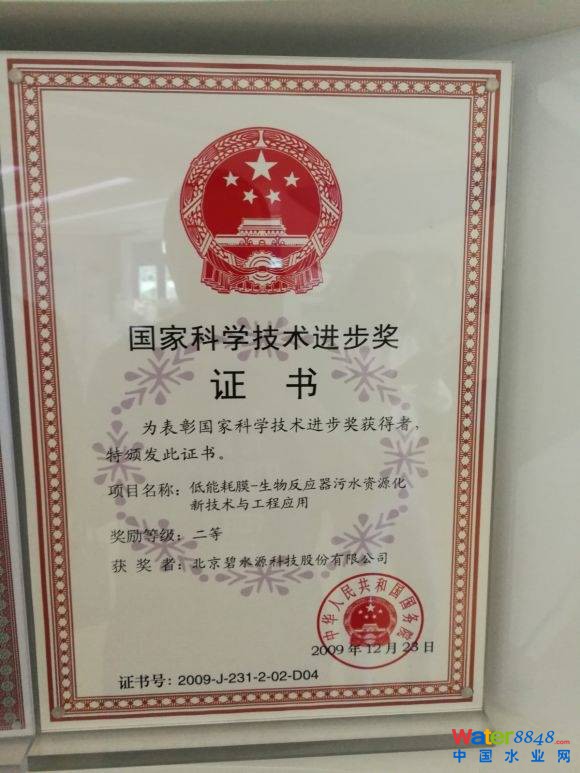 国家科学技术进步奖
证书
为表彰国家科学技术进步奖获得者,
特颁发此证书。
项目名称：低能耗膜-生物反应器污水资源化
新技术与工程应用
奖励等级：二等
获奖者：北京碧水源科技股份有限公司
中华人民共和国国务院
2009年12月23日
证书号：2009-J-231-2-02-D04
Water8848.com
中国水业网